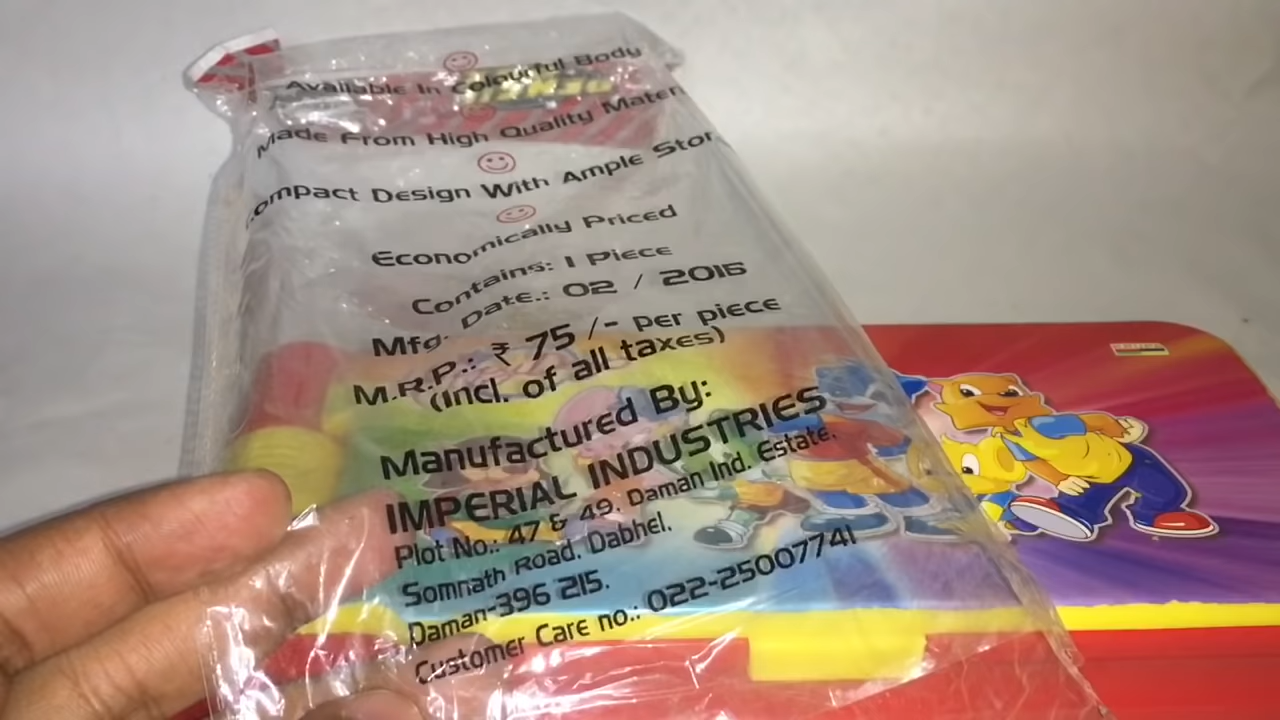 Available In Colourful Body
Made From High Quality Materi
ompact Design With Ample Stor
Economically Priced
Contains: 1 Piece
Mfg. Date.: 02 / 2015
M.R.P.: ₹ 75 /- per piece
(incl. of all taxes)
Manufactured By:
IMPERIAL INDUSTRIES
Plot No.: 47 & 49, Daman Ind. Estate,
Somnath Road, Dabhel,
Daman-396 215.
Customer Care no.: 022-25007741